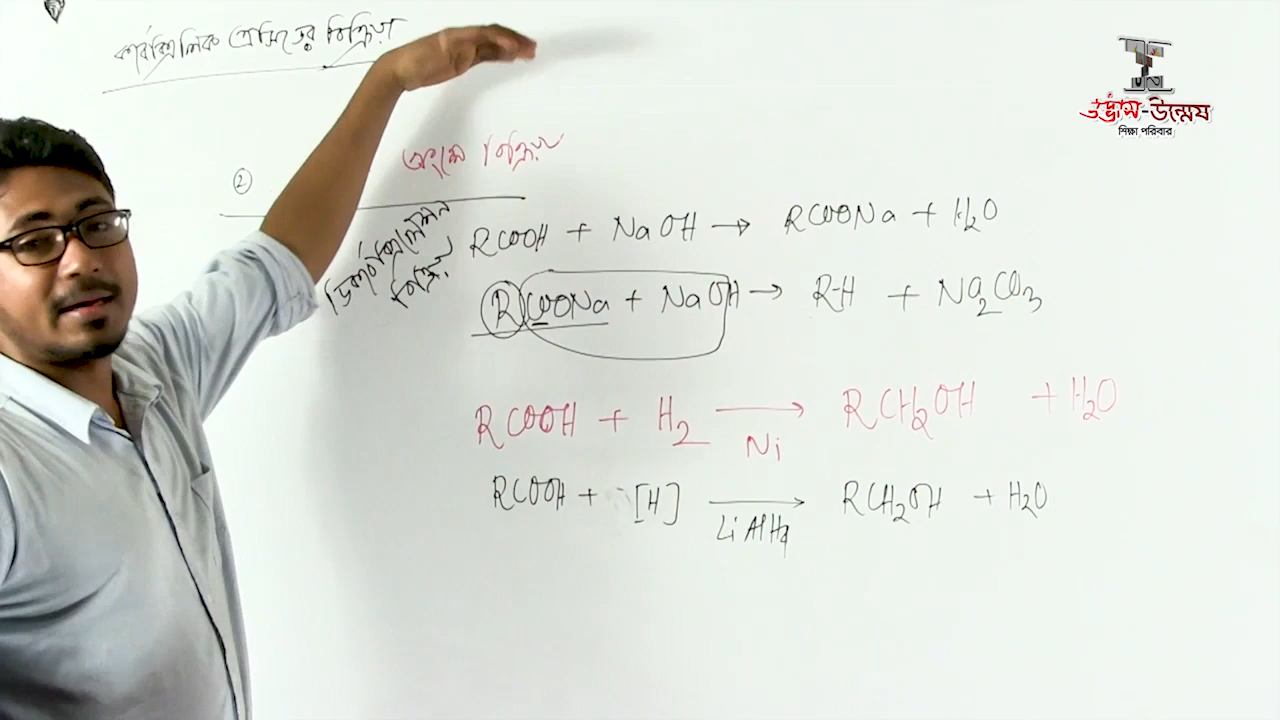 কার্বক্সিলিক এসিডের বিক্রিয়া
উদ্ভাস-উন্মেষ
শিক্ষা পরিবার
②
বিক্রিয়া
ডিকার্বক্সিলেশন
বিক্রি:
RCOOH + NaOH → RCOONa + H₂O
RCOONa + NaOH → R-H + Na₂CO₃
RCOOH + H₂ → RCH₂OH + H₂O
Ni
RCOOH + [H] → RCH₂OH + H₂O
LiAlH₄